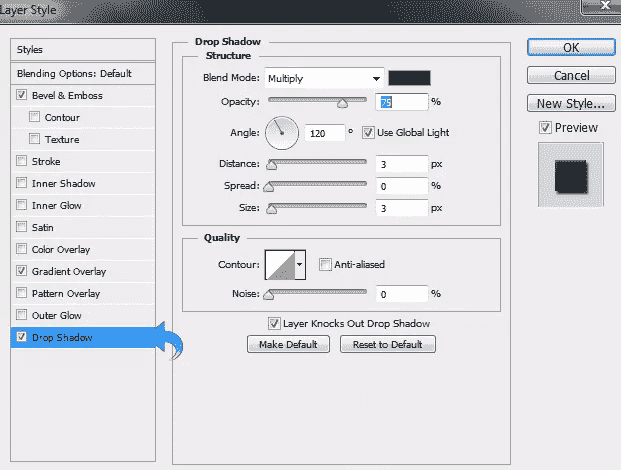 Layer Style
Styles
Blending Options: Default
Bevel & Emboss
Contour
Texture
Stroke
Inner Shadow
Inner Glow
Satin
Color Overlay
Gradient Overlay
Pattern Overlay
Outer Glow
Drop Shadow
Drop Shadow
Structure
Blend Mode: Multiply
Opacity: 75 %
Angle: 120 ° Use Global Light
Distance: 3 px
Spread: 0 %
Size: 3 px
Quality
Contour: Anti-aliased
Noise: 0 %
Layer Knocks Out Drop Shadow
Make Default Reset to Default
OK
Cancel
New Style...
Preview